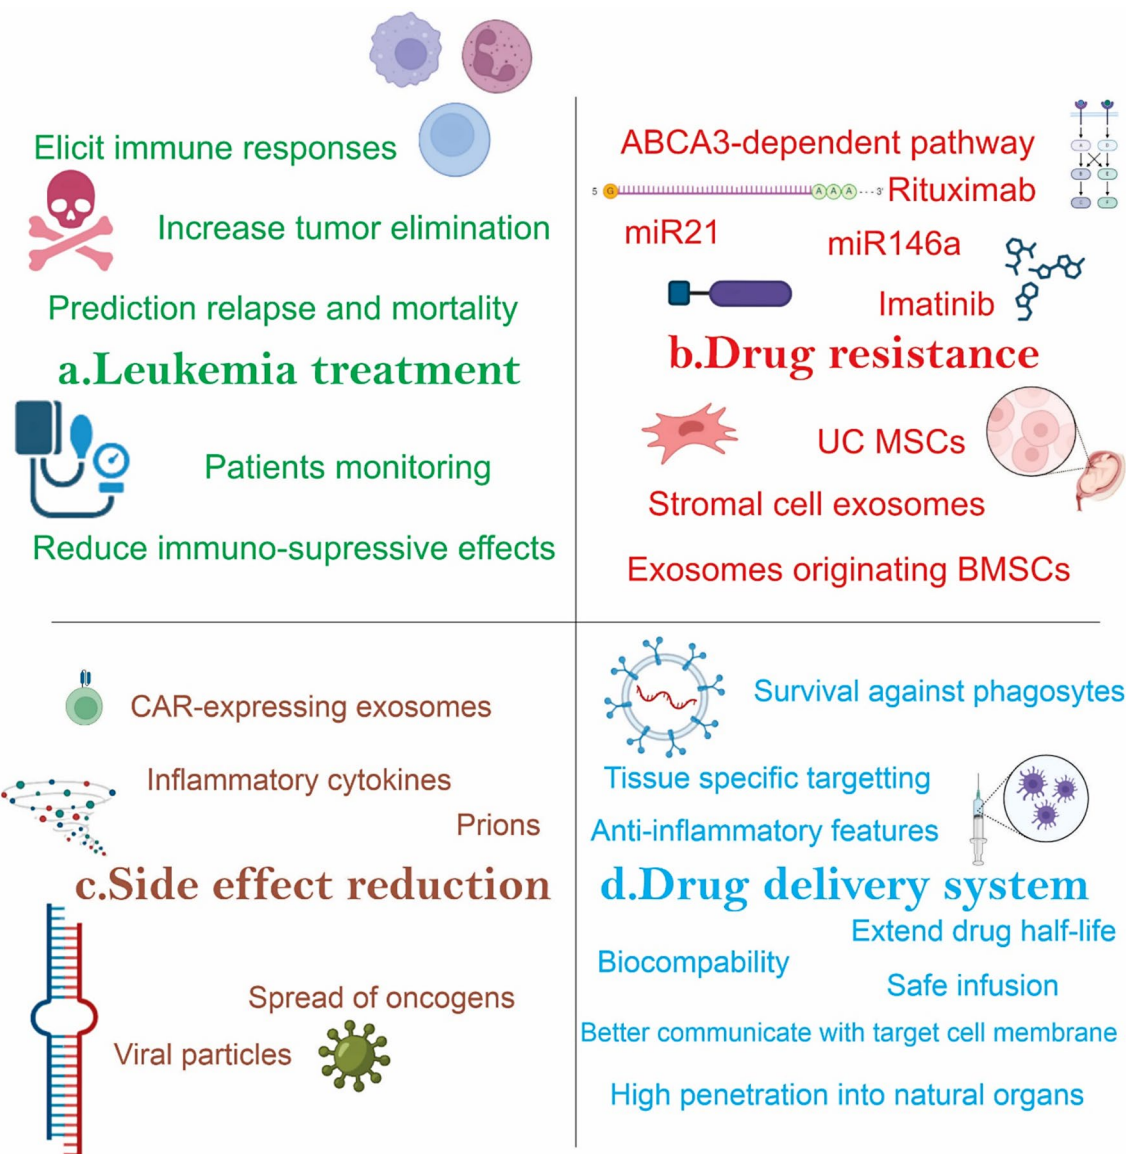 Elicit immune responses
Increase tumor elimination
Prediction relapse and mortality
a.Leukemia treatment
Patients monitoring
Reduce immuno-supressive effects
ABCA3-dependent pathway
5 G A A A 3'
Rituximab
miR21
miR146a
Imatinib
b.Drug resistance
UC MSCs
Stromal cell exosomes
Exosomes originating BMSCs
CAR-expressing exosomes
Inflammatory cytokines
Prions
c.Side effect reduction
Spread of oncogens
Viral particles
Survival against phagosytes
Tissue specific targetting
Anti-inflammatory features
d.Drug delivery system
Extend drug half-life
Biocompability
Safe infusion
Better communicate with target cell membrane
High penetration into natural organs